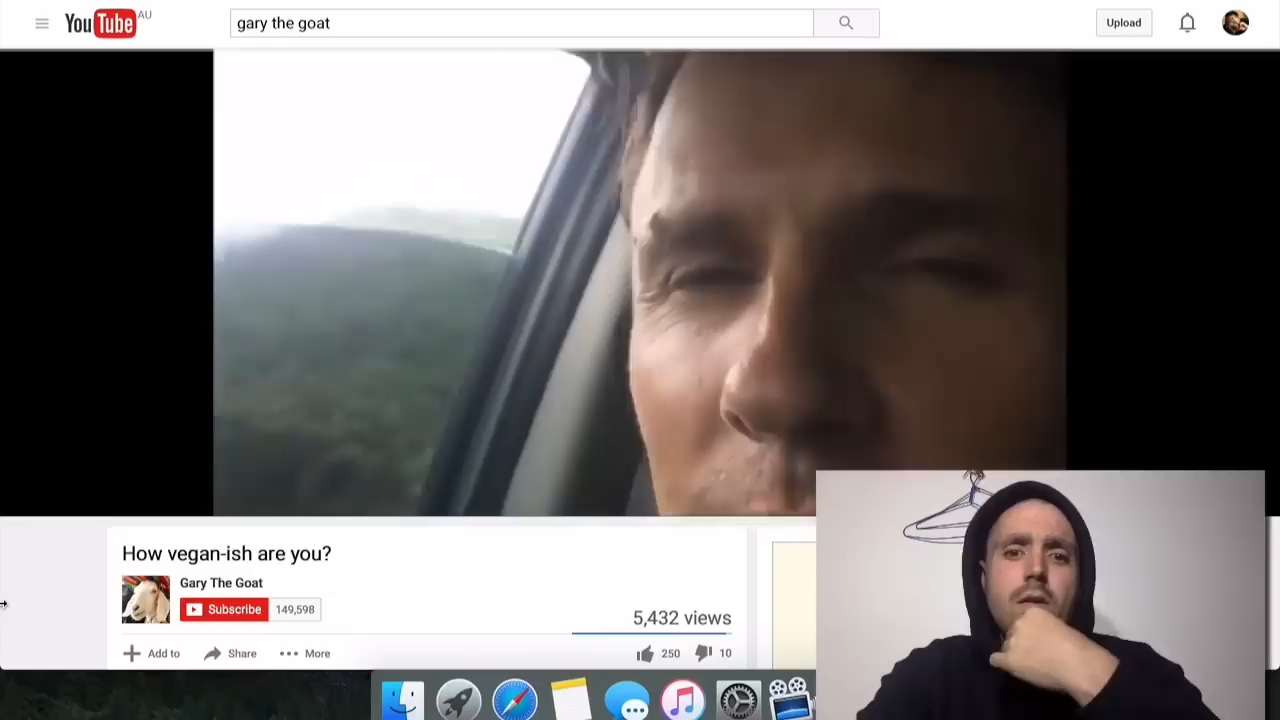 YouTube AU
gary the goat
Upload
How vegan-ish are you?
Gary The Goat
Subscribe 149,598
5,432 views
Add to Share More 250 10